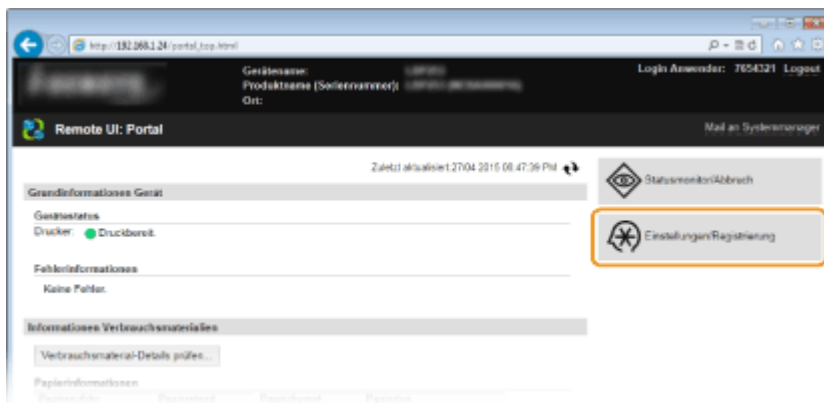 http://192.168.1.24/portal_top.html
Gerätename:
Produktname (Seriennummer):
Ort:
Login Anwender: 7654321 Logout
Remote UI: Portal
Mail an Systemmanager
Zuletzt aktualisiert:27/04 2015 08:47:39 PM
Grundinformationen Gerät
Gerätestatus
Drucker: Druckbereit.
Fehlerinformationen
Keine Fehler.
Informationen Verbrauchsmaterialien
Verbrauchsmaterial-Details prüfen...
Papierinformationen
Statusmonitor/Abbruch
Einstellungen/Registrierung